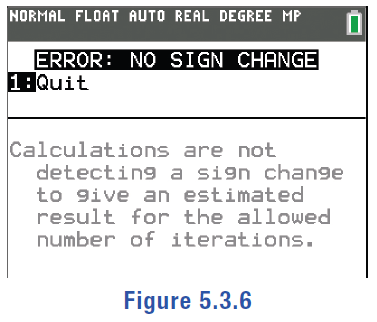 NORMAL FLOAT AUTO REAL DEGREE MP
ERROR: NO SIGN CHANGE
1:Quit
Calculations are not
detecting a sign change
to give an estimated
result for the allowed
number of iterations.
Figure 5.3.6